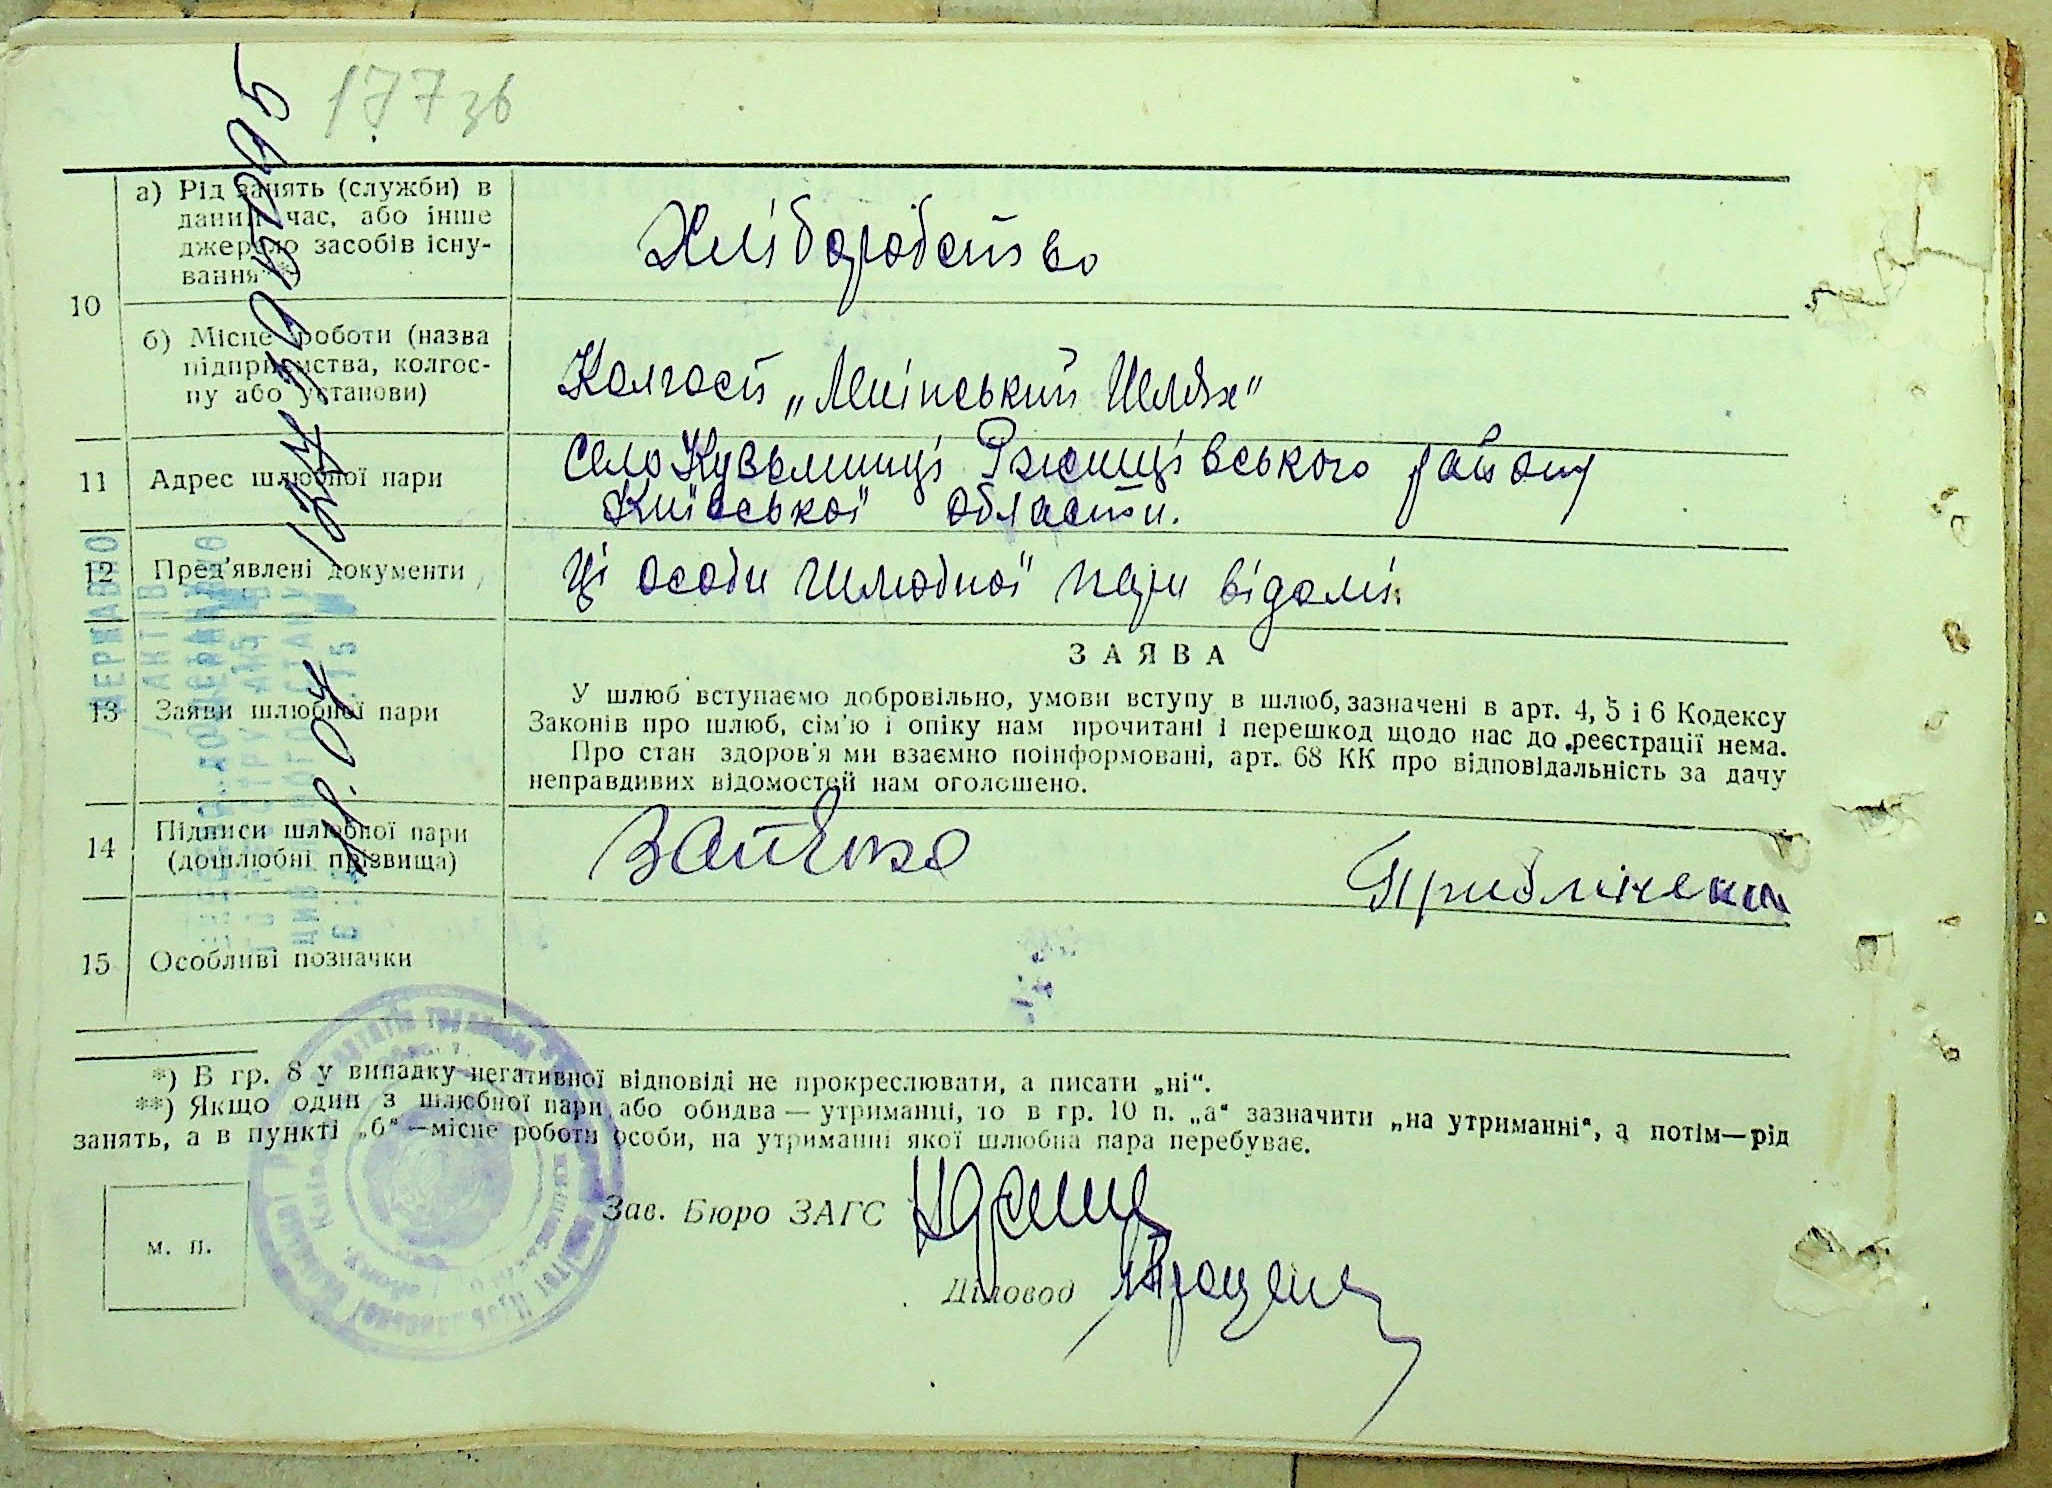 177 зв
10
а) Рід занять (служби) в
даний час, або інше
джерело засобів існу-
вання**
Хліборобство
б) Місце роботи (назва
підприємства, колгос-
пу або установи)
Колгосп „Ленінський Шлях"
11 Адрес шлюбної пари
село Кузьминці Ржищівського району
Київської області.
12 Пред'явлені документи
Ці особи шлюбної пари відомі.
13 Заяви шлюбної пари
ЗАЯВА
У шлюб вступаємо добровільно, умови вступу в шлюб, зазначені в арт. 4, 5 і 6 Кодексу
Законів про шлюб, сім'ю і опіку нам прочитані і перешкод щодо нас до реєстрації нема.
Про стан здоров'я ми взаємно поінформовані, арт. 68 КК про відповідальність за дачу
неправдивих відомостей нам оголошено.
14 Підписи шлюбної пари
(дошлюбні прізвища)
15 Особливі позначки
*) В гр. 8 у випадку негативної відповіді не прокреслювати, а писати „ні“.
**) Якщо один з шлюбної пари або обидва — утриманці, то в гр. 10 п. „а“ зазначити „на утриманні“, а потім—рід
занять, а в пункті „б“ —місце роботи особи, на утриманні якої шлюбна пара перебуває.
Зав. Бюро ЗАГС
Діловод
м. п.